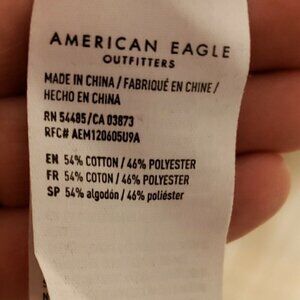 AMERICAN EAGLE
OUTFITTERS
MADE IN CHINA / FABRIQUÉ EN CHINE /
HECHO EN CHINA
RN 54485/CA 03873
RFC# AEM120605U9A
EN 54% COTTON / 46% POLYESTER
FR 54% COTON / 46% POLYESTER
SP 54% algodón / 46% poliéster